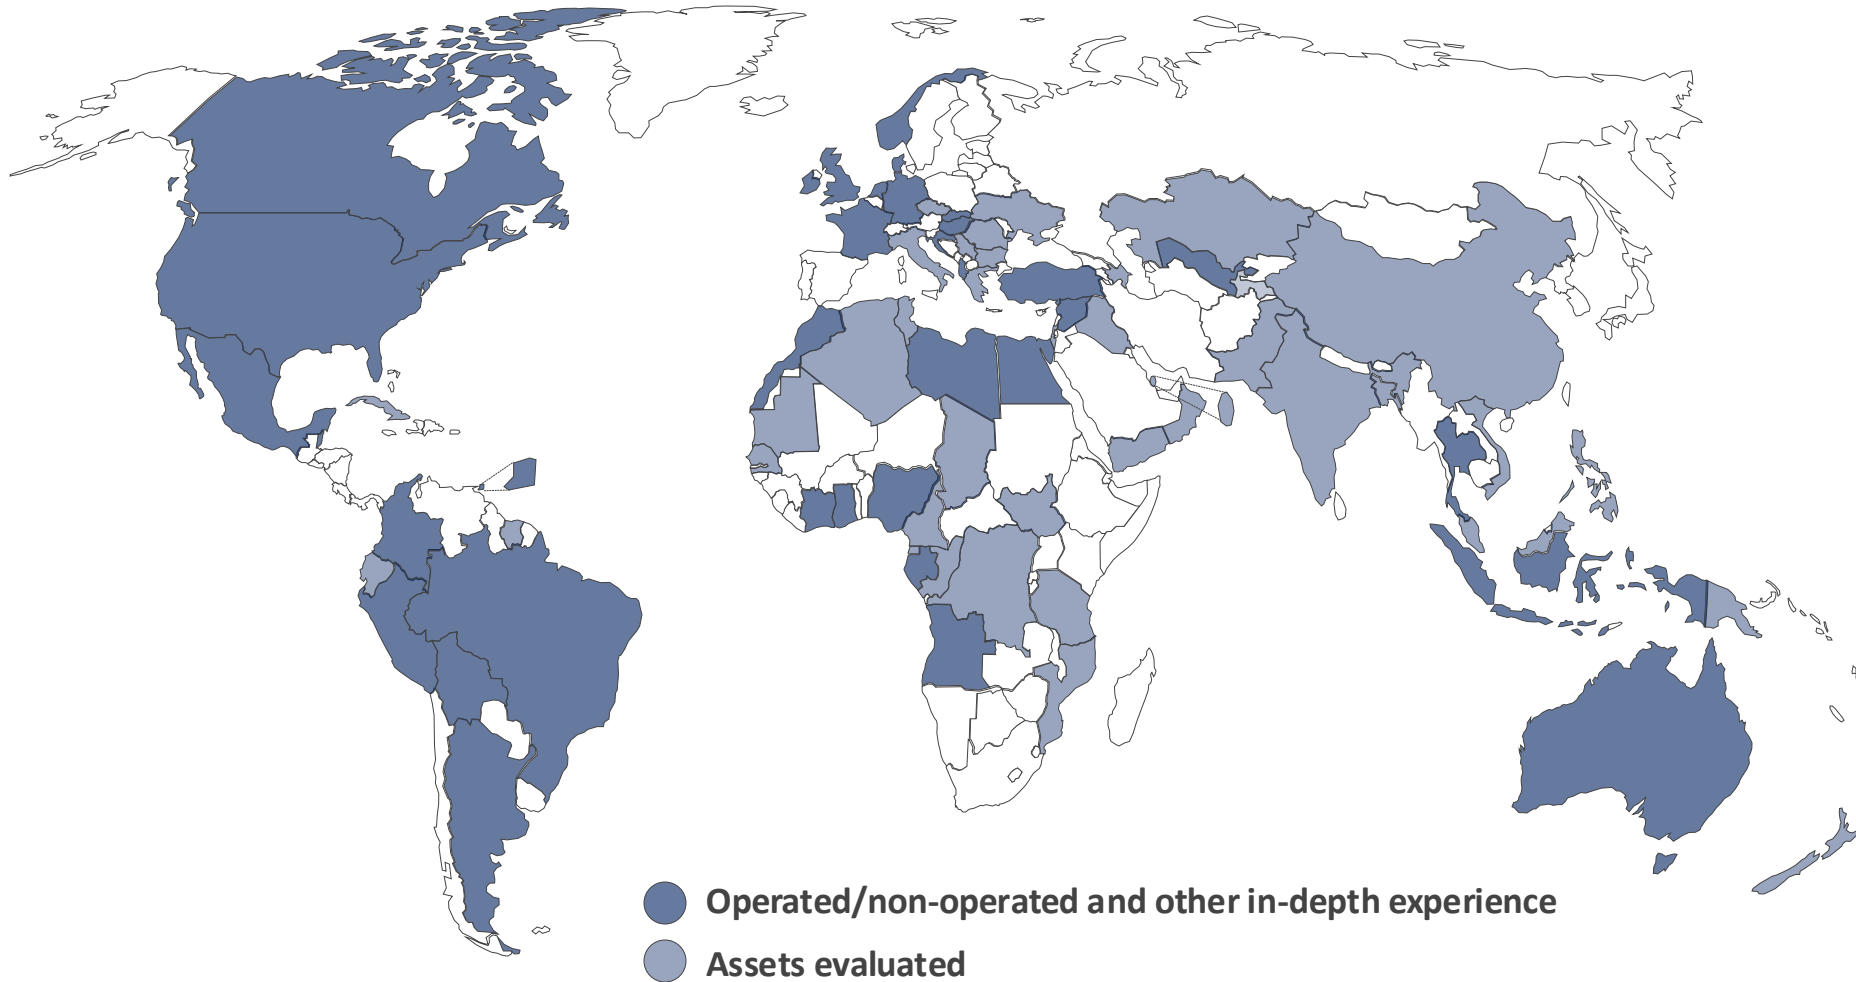 Operated/non-operated and other in-depth experience
Assets evaluated